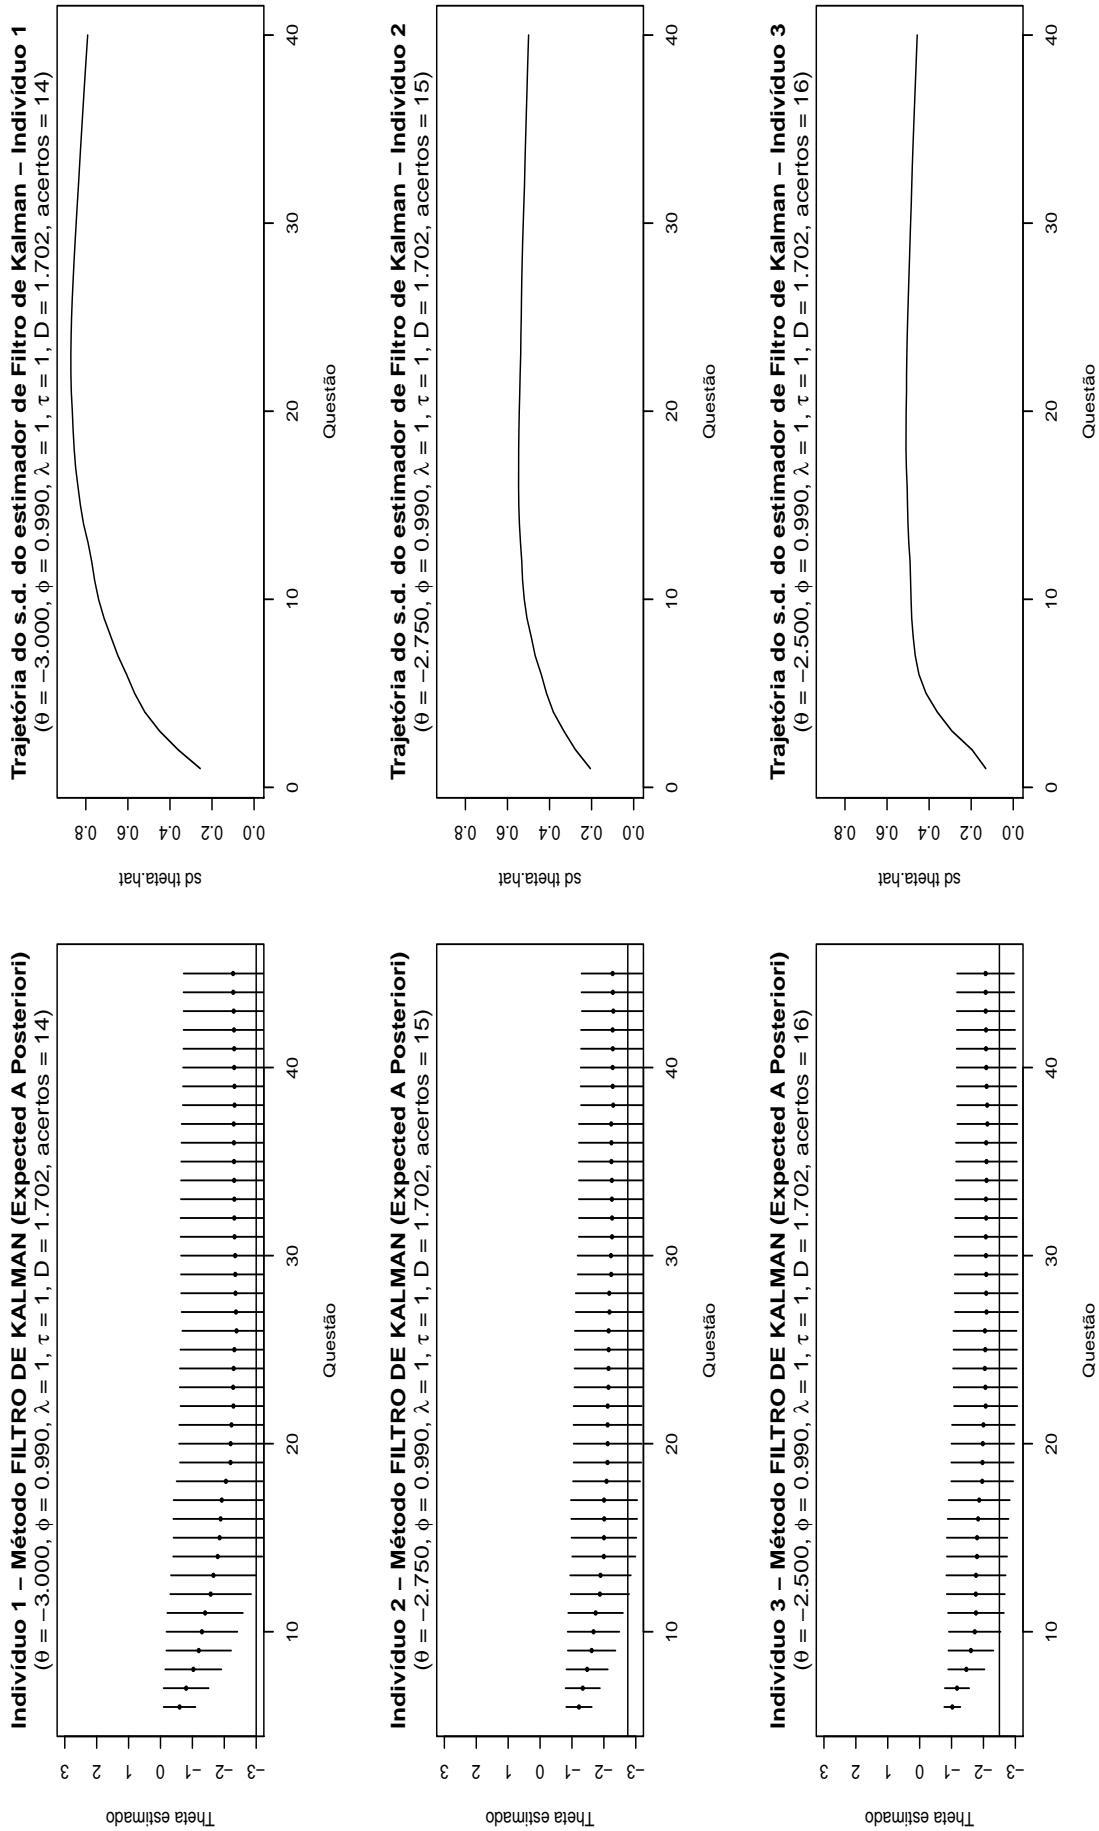 Indivíduo 1 – Método FILTRO DE KALMAN (Expected A Posteriori)
(θ = −3.000, ϕ = 0.990, λ = 1, τ = 1, D = 1.702, acertos = 14)
Theta estimado
3
2
1
0
−1
−2
−3
10
20
30
40
Questão
Trajetória do s.d. do estimador de Filtro de Kalman – Indivíduo 1
(θ = −3.000, ϕ = 0.990, λ = 1, τ = 1, D = 1.702, acertos = 14)
sd theta.hat
0.8
0.6
0.4
0.2
0.0
0
10
20
30
40
Questão
Indivíduo 2 – Método FILTRO DE KALMAN (Expected A Posteriori)
(θ = −2.750, ϕ = 0.990, λ = 1, τ = 1, D = 1.702, acertos = 15)
Theta estimado
3
2
1
0
−1
−2
−3
10
20
30
40
Questão
Trajetória do s.d. do estimador de Filtro de Kalman – Indivíduo 2
(θ = −2.750, ϕ = 0.990, λ = 1, τ = 1, D = 1.702, acertos = 15)
sd theta.hat
0.8
0.6
0.4
0.2
0.0
0
10
20
30
40
Questão
Indivíduo 3 – Método FILTRO DE KALMAN (Expected A Posteriori)
(θ = −2.500, ϕ = 0.990, λ = 1, τ = 1, D = 1.702, acertos = 16)
Theta estimado
3
2
1
0
−1
−2
−3
10
20
30
40
Questão
Trajetória do s.d. do estimador de Filtro de Kalman – Indivíduo 3
(θ = −2.500, ϕ = 0.990, λ = 1, τ = 1, D = 1.702, acertos = 16)
sd theta.hat
0.8
0.6
0.4
0.2
0.0
0
10
20
30
40
Questão